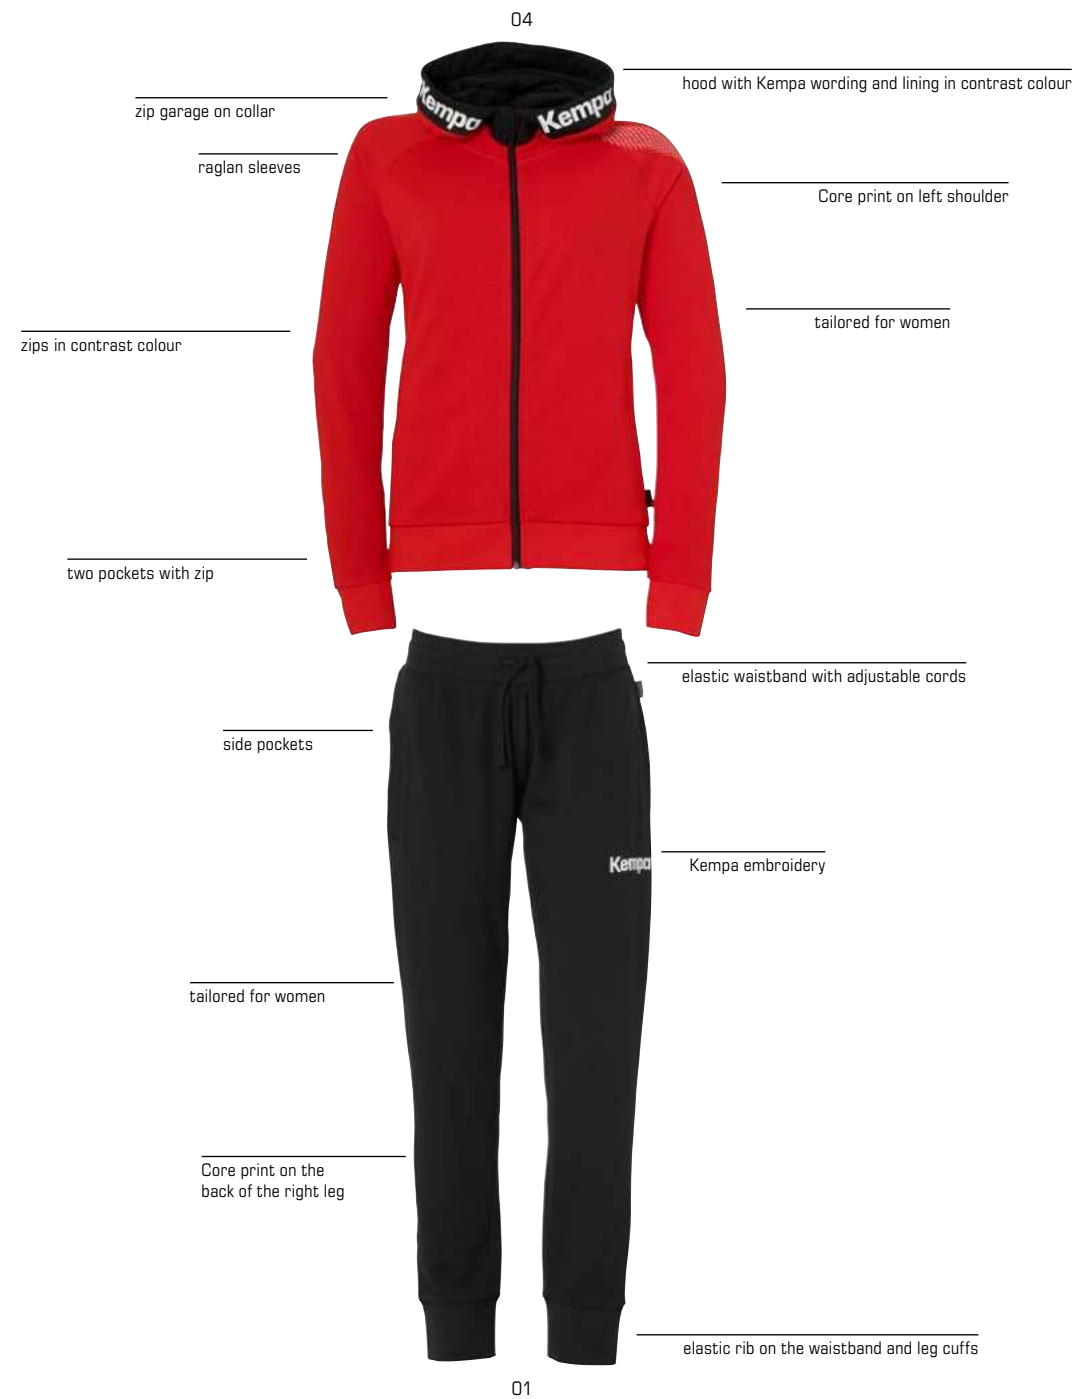 04
hood with Kempa wording and lining in contrast colour
zip garage on collar
Kempa
Kempa
raglan sleeves
Core print on left shoulder
tailored for women
zips in contrast colour
two pockets with zip
elastic waistband with adjustable cords
side pockets
Kempa
Kempa embroidery
tailored for women
Core print on the
back of the right leg
elastic rib on the waistband and leg cuffs
01